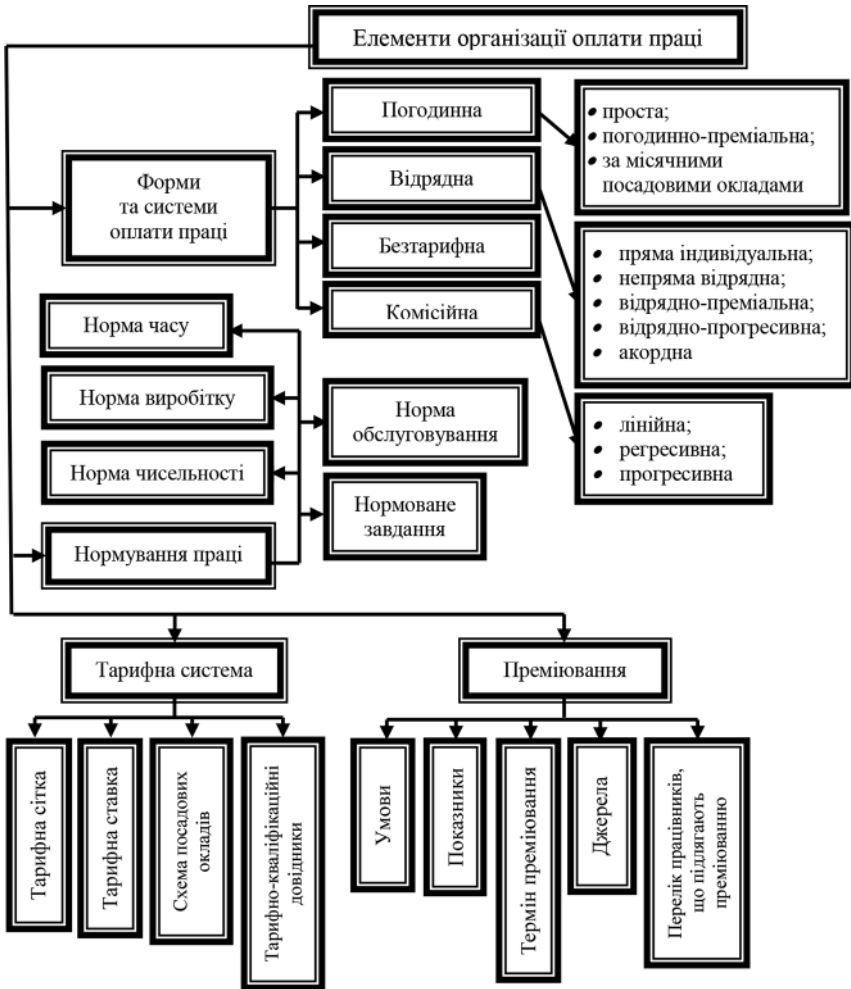 Елементи організації оплати праці
Погодинна
• проста;
• погодинно-преміальна;
• за місячними
посадовими окладами
Форми
та системи
оплати праці
Відрядна
Безтарифна
• пряма індивідуальна;
• непряма відрядна;
• відрядно-преміальна;
• відрядно-прогресивна;
• акордна
Комісійна
Норма часу
Норма виробітку
Норма
обслуговування
• лінійна;
• регресивна;
• прогресивна
Норма чисельності
Нормоване
завдання
Нормування праці
Тарифна система
Преміювання
Тарифна сітка
Тарифна ставка
Схема посадових
окладів
Тарифно-кваліфікаційні
довідники
Умови
Показники
Термін преміювання
Джерела
Перелік працівників,
що підлягають
преміюванню